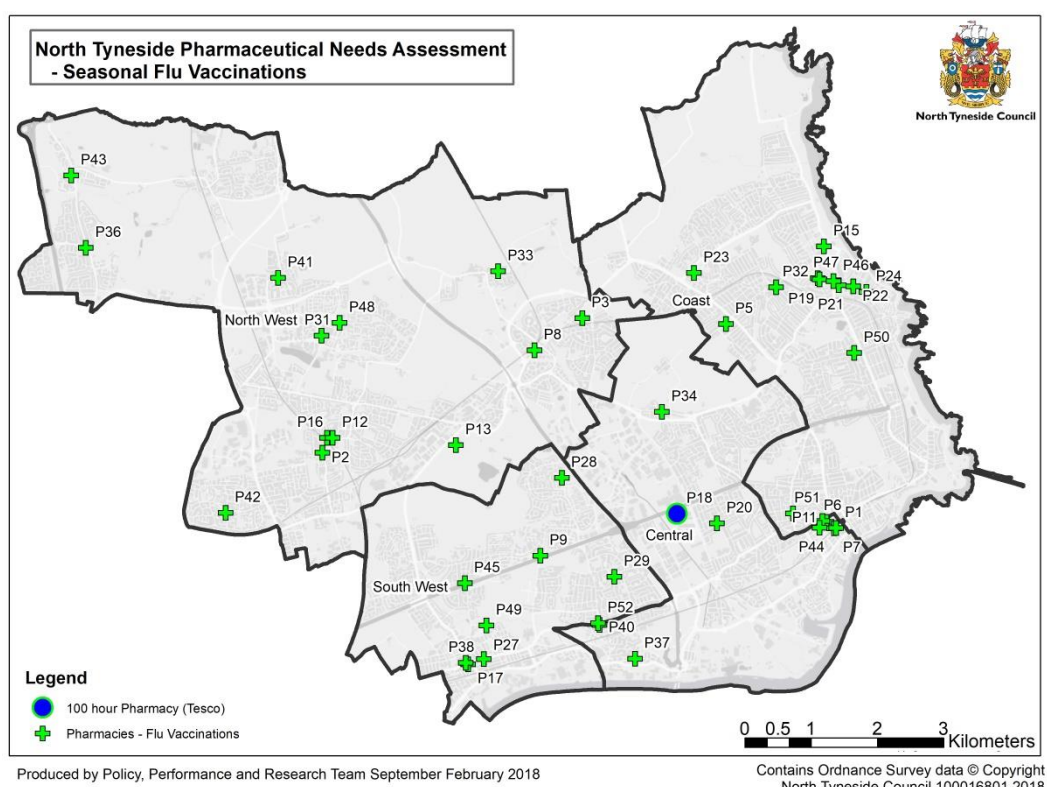 North Tyneside Pharmaceutical Needs Assessment
- Seasonal Flu Vaccinations
North Tyneside Council
P43
P36
P41
P33
P23
P15
P47
P46
P32
P24
P19
P21
P22
Coast
P3
P5
P8
North West
P31
P48
P50
P34
P16
P12
P2
P13
P28
P42
P18
P20
Central
P51
P6
P1
P11
P44
P7
P9
P29
South West
P45
P49
P52
P40
P38
P27
P17
P37
Legend
100 hour Pharmacy (Tesco)
Pharmacies - Flu Vaccinations
0 0.5 1 2 3
Kilometers
Produced by Policy, Performance and Research Team September February 2018
Contains Ordnance Survey data © Copyright
North Tyneside Council 100016801 2018